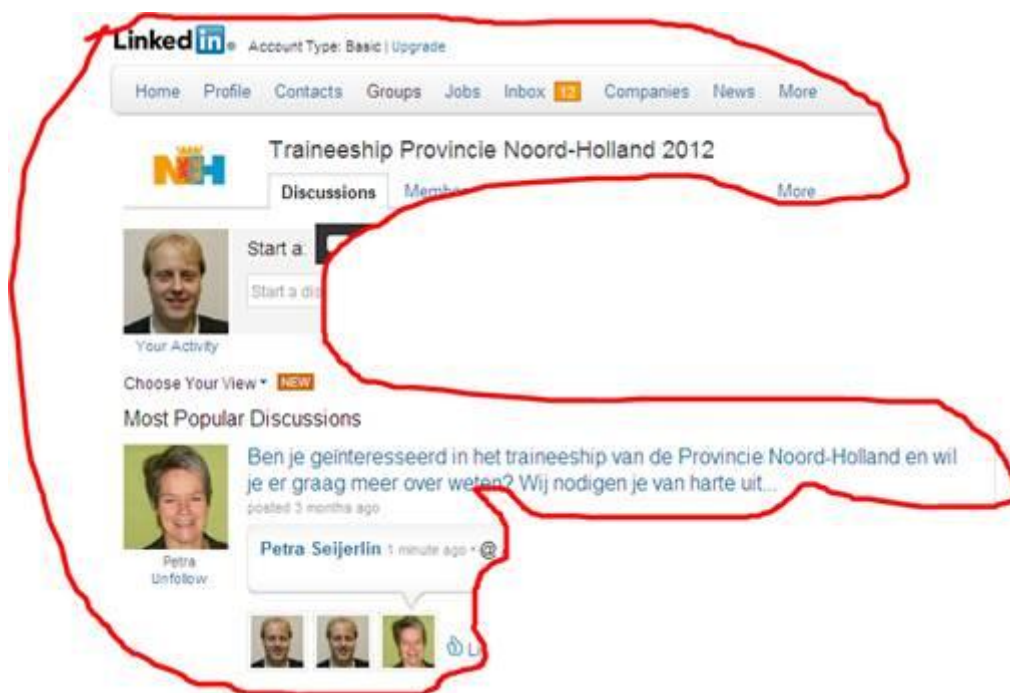 Linked in® Account Type: Basic | Upgrade
Home Profile Contacts Groups Jobs Inbox 12 Companies News More
NH
Traineeship Provincie Noord-Holland 2012
Discussions More
Start a:
Start a
Your Activity
Choose Your View NEW
Most Popular Discussions
Ben je geïnteresseerd in het traineeship van de Provincie Noord-Holland en wil
je er graag meer over weten? Wij nodigen je van harte uit...
posted 3 months ago
Petra Seijerlin 1 minute ago • @
Petra
Unfollow